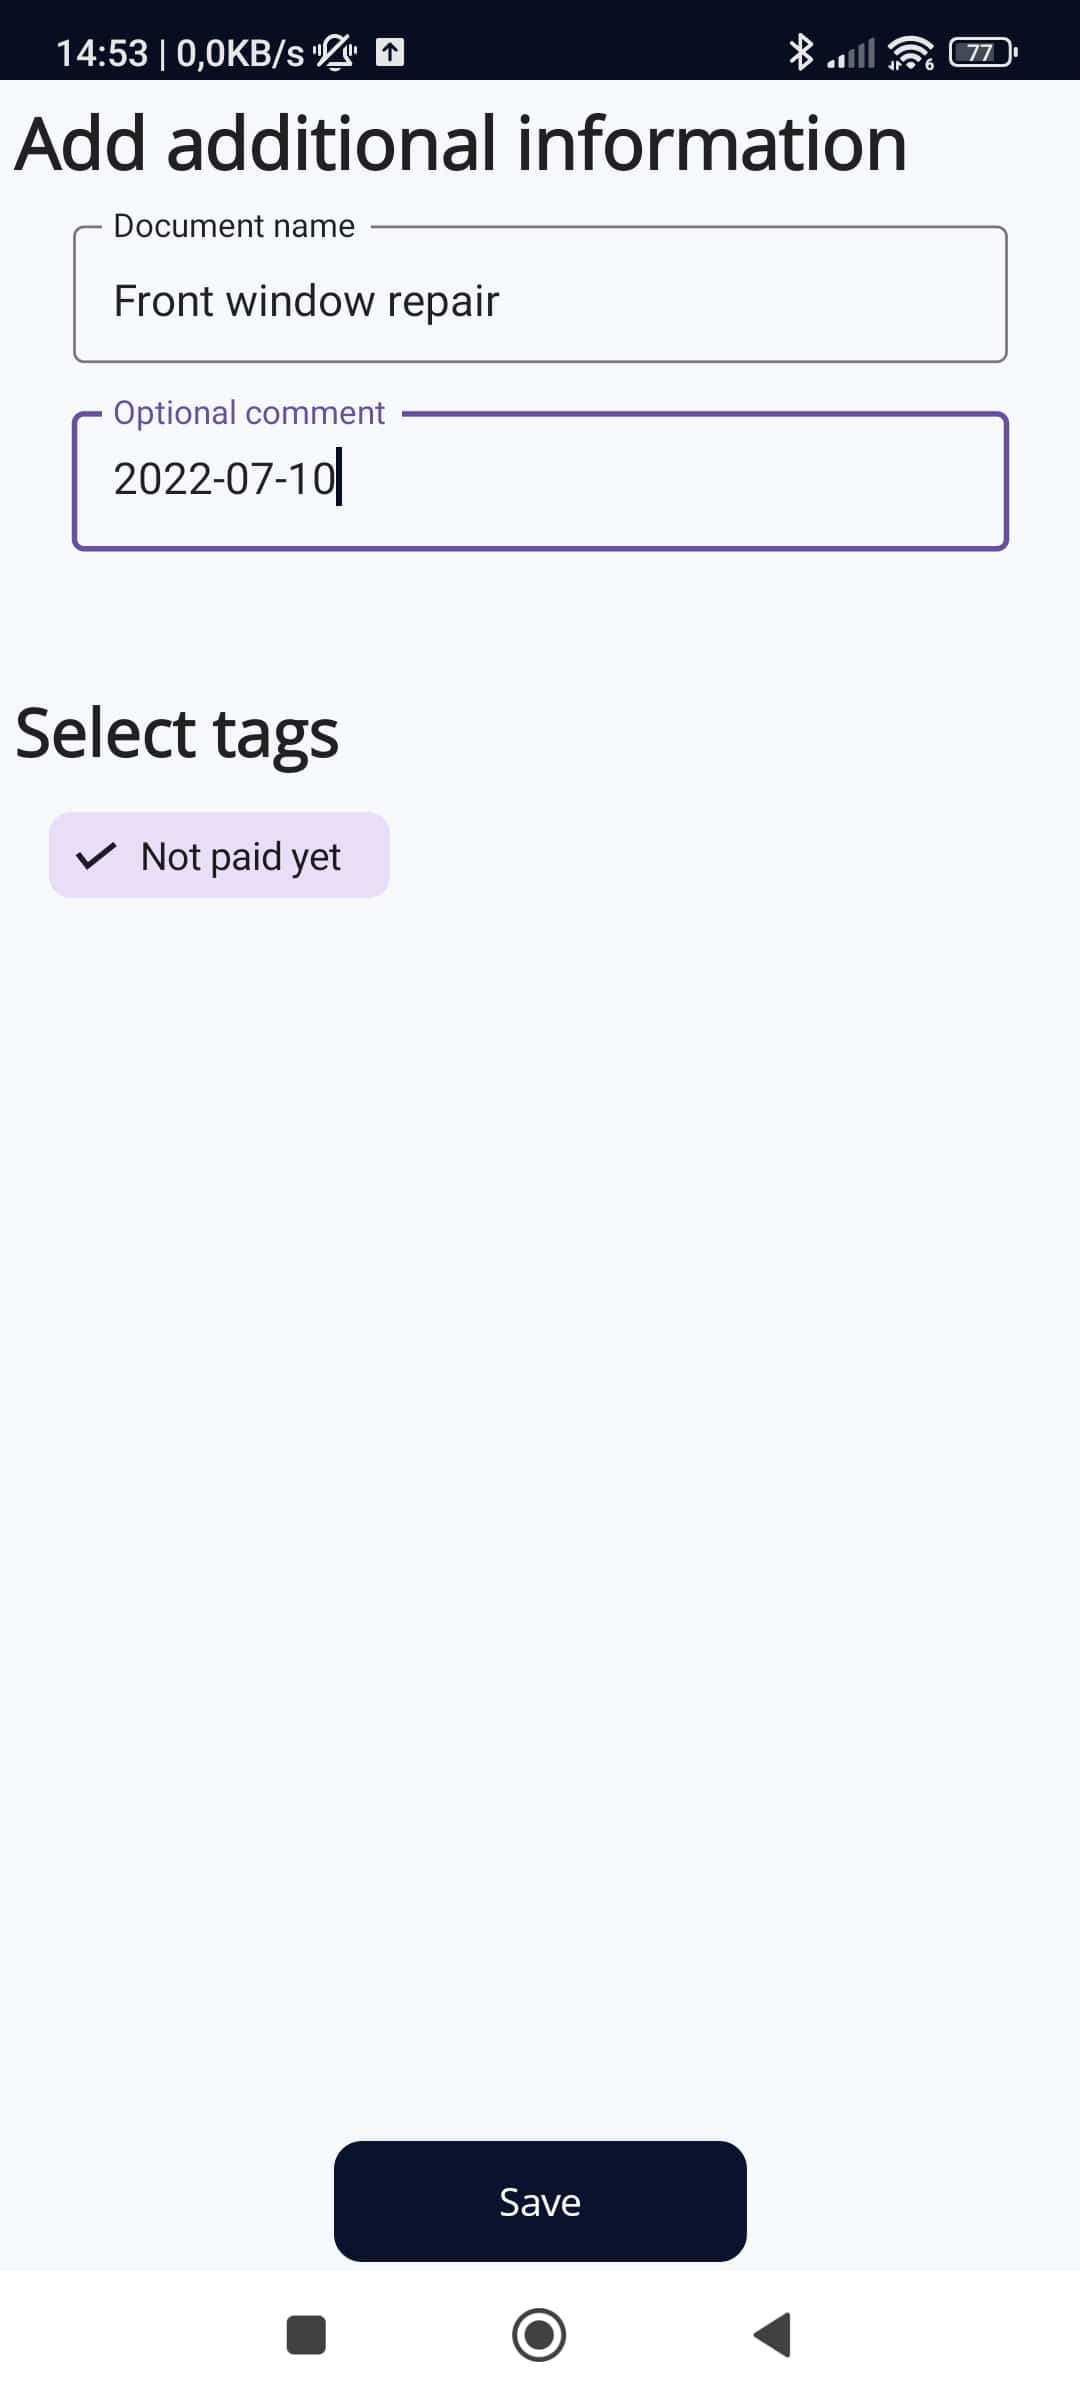 14:53 | 0,0KB/s
6
77
Add additional information
Document name
Front window repair
Optional comment
2022-07-10
Select tags
Not paid yet
Save